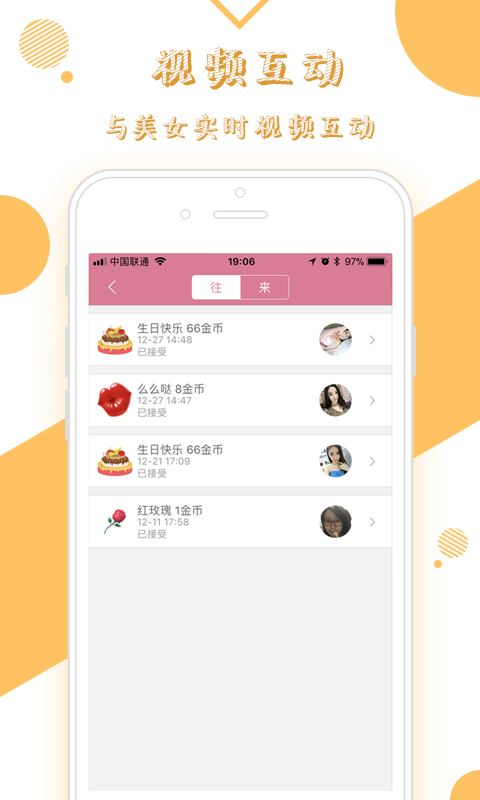 视频互动
与美女实时视频互动
中国联通 19:06 97%
往 来
生日快乐 66金币
12-27 14:48
已接受
么么哒 8金币
12-27 14:47
已接受
生日快乐 66金币
12-21 17:09
已接受
红玫瑰 1金币
12-11 17:58
已接受